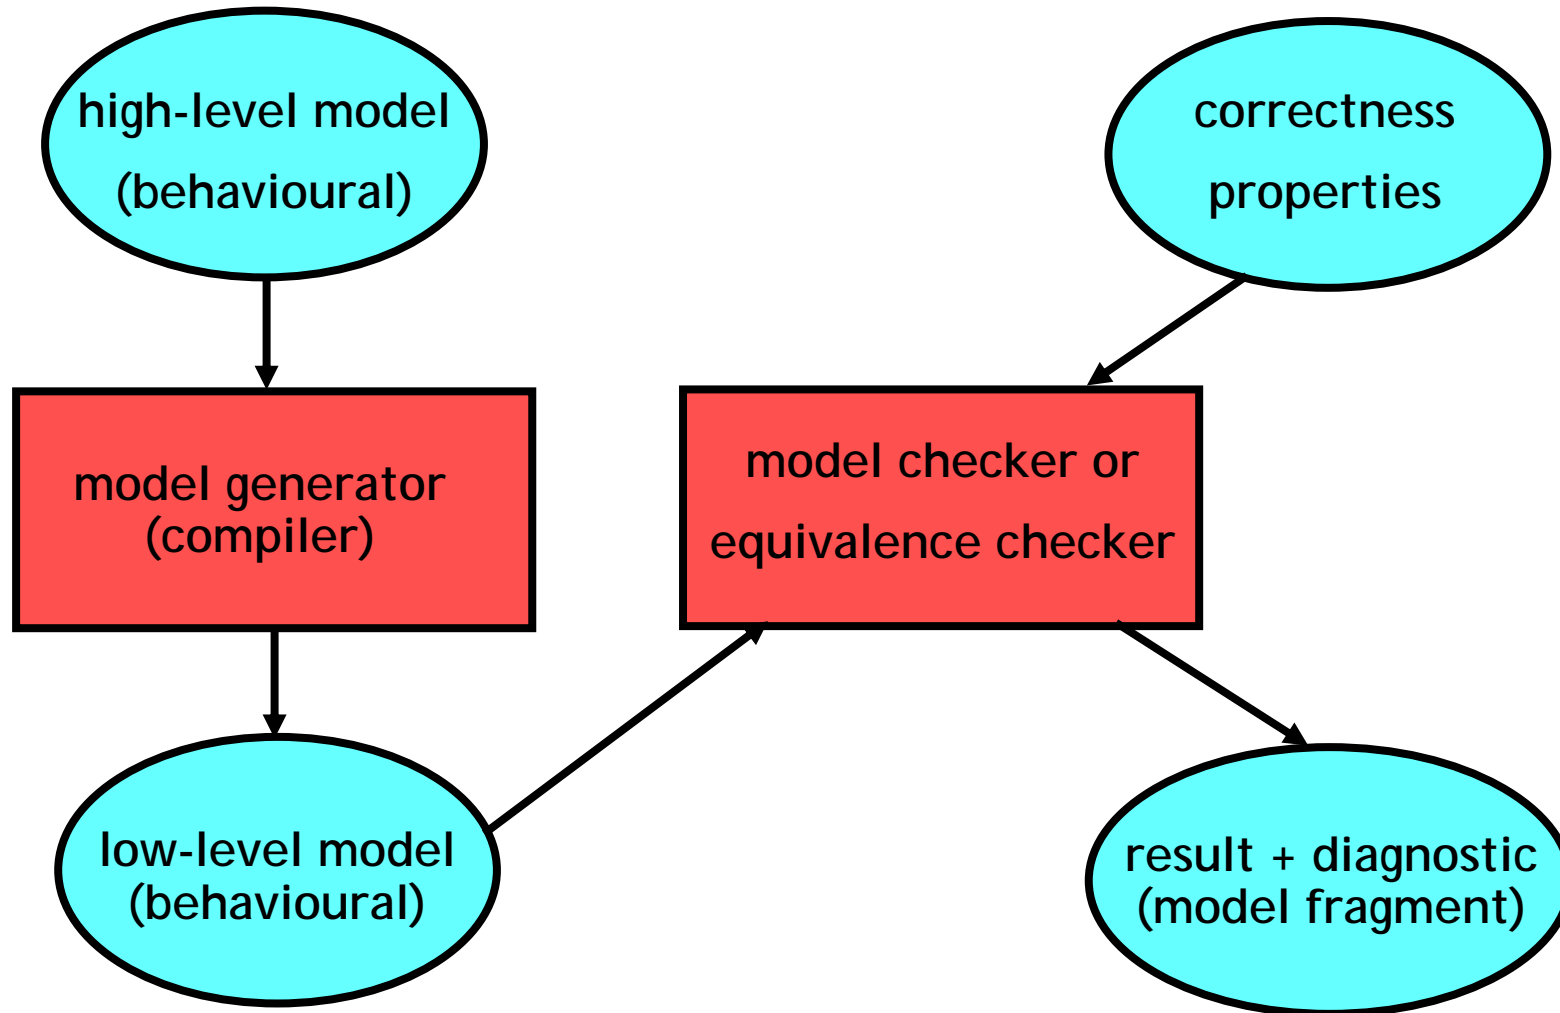 high-level model
(behavioural)
correctness
properties
model generator
(compiler)
model checker or
equivalence checker
low-level model
(behavioural)
result + diagnostic
(model fragment)